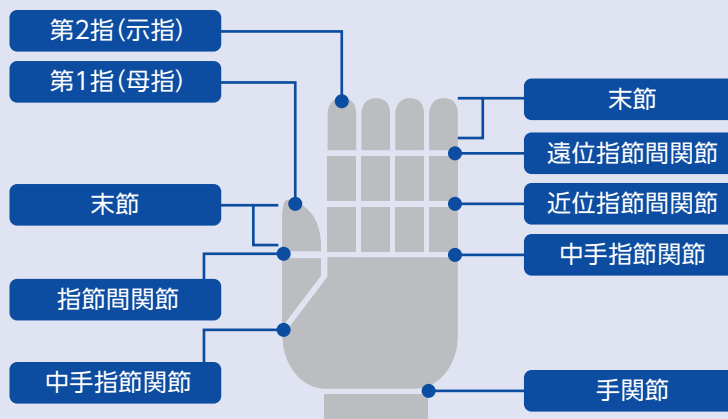 第2指(示指)
第1指(母指)
末節
指節間関節
中手指節関節
末節
遠位指節間関節
近位指節間関節
中手指節関節
手関節